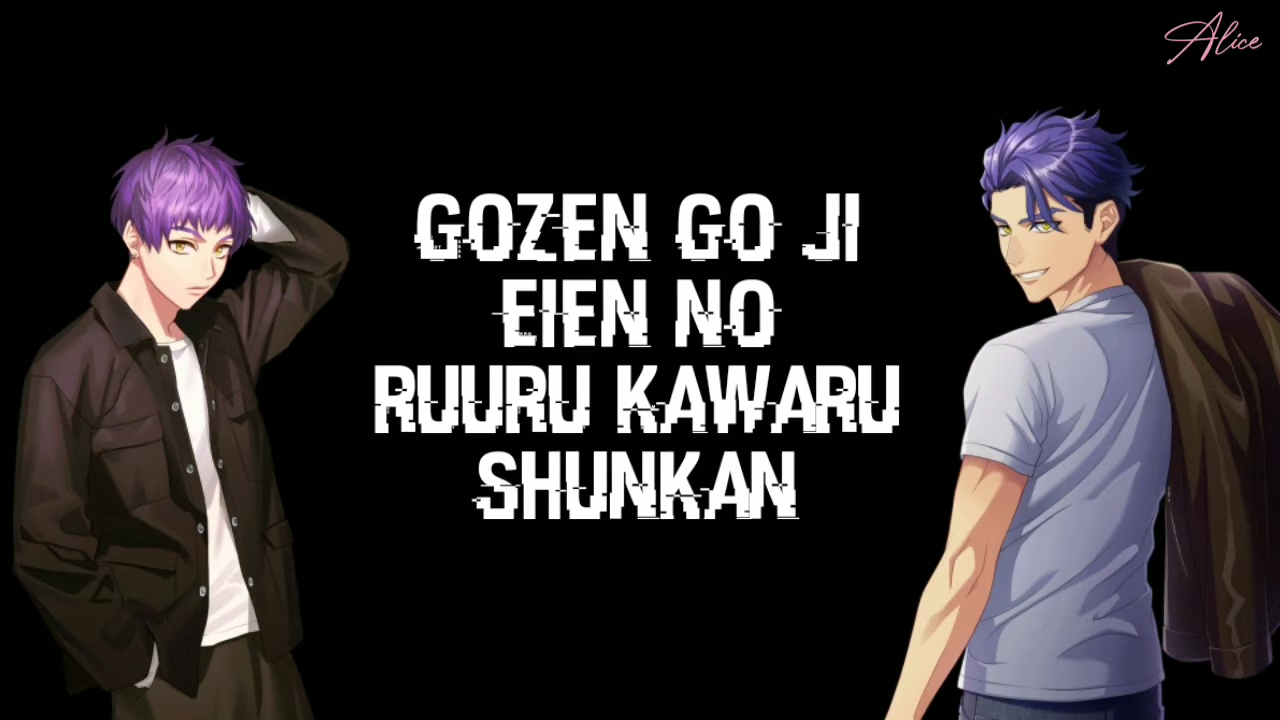 Alice
GOZEN GO JI
EIEN NO
RUURU KAWARU
SHUNKAN